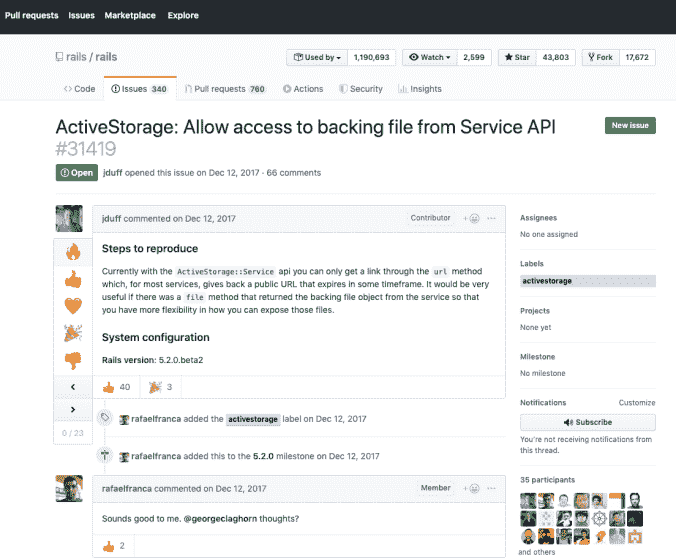 Pull requests Issues Marketplace Explore
rails / rails
Used by 1,190,693 Watch 2,599 Star 43,803 Fork 17,672
Code Issues 340 Pull requests 760 Actions Security Insights
ActiveStorage: Allow access to backing file from Service API
#31419
New issue
Open jduff opened this issue on Dec 12, 2017 · 66 comments
jduff commented on Dec 12, 2017 Contributor
Steps to reproduce
Currently with the ActiveStorage::Service api you can only get a link through the url method
which, for most services, gives back a public URL that expires in some timeframe. It would be very
useful if there was a file method that returned the backing file object from the service so that
you have more flexibility in how you can expose those files.
System configuration
Rails version: 5.2.0.beta2
40 3
0 / 23
rafaelfranca added the activestorage label on Dec 12, 2017
rafaelfranca added this to the 5.2.0 milestone on Dec 12, 2017
rafaelfranca commented on Dec 12, 2017 Member
Sounds good to me. @georgeclaghorn thoughts?
2
Assignees
No one assigned
Labels
activestorage
Projects
None yet
Milestone
No milestone
Notifications Customize
Subscribe
You're not receiving notifications from
this thread.
35 participants
and others